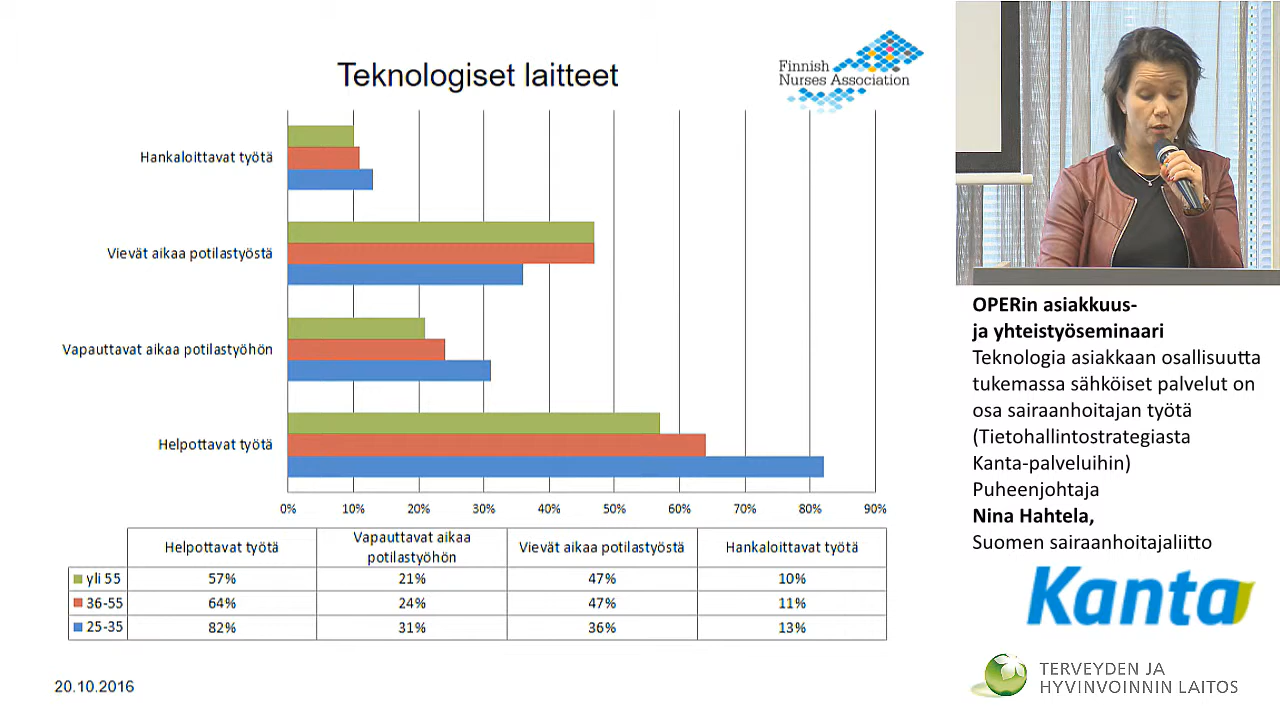 Teknologiset laitteet
Finnish
Nurses Association
Hankaloittavat työtä
Vievät aikaa potilastyöstä
Vapauttavat aikaa potilastyöhön
Helpottavat työtä
0% 10% 20% 30% 40% 50% 60% 70% 80% 90%
Helpottavat työtä Vapauttavat aikaa potilastyöhön Vievät aikaa potilastyöstä Hankaloittavat työtä
yli 55 57% 21% 47% 10%
36-55 64% 24% 47% 11%
25-35 82% 31% 36% 13%
20.10.2016
OPERin asiakkuus-
ja yhteistyöseminaari
Teknologia asiakkaan osallisuutta
tukemassa sähköiset palvelut on
osa sairaanhoitajan työtä
(Tietohallintostrategiasta
Kanta-palveluihin)
Puheenjohtaja
Nina Hahtela,
Suomen sairaanhoitajaliitto
Kanta
TERVEYDEN JA
HYVINVOINNIN LAITOS